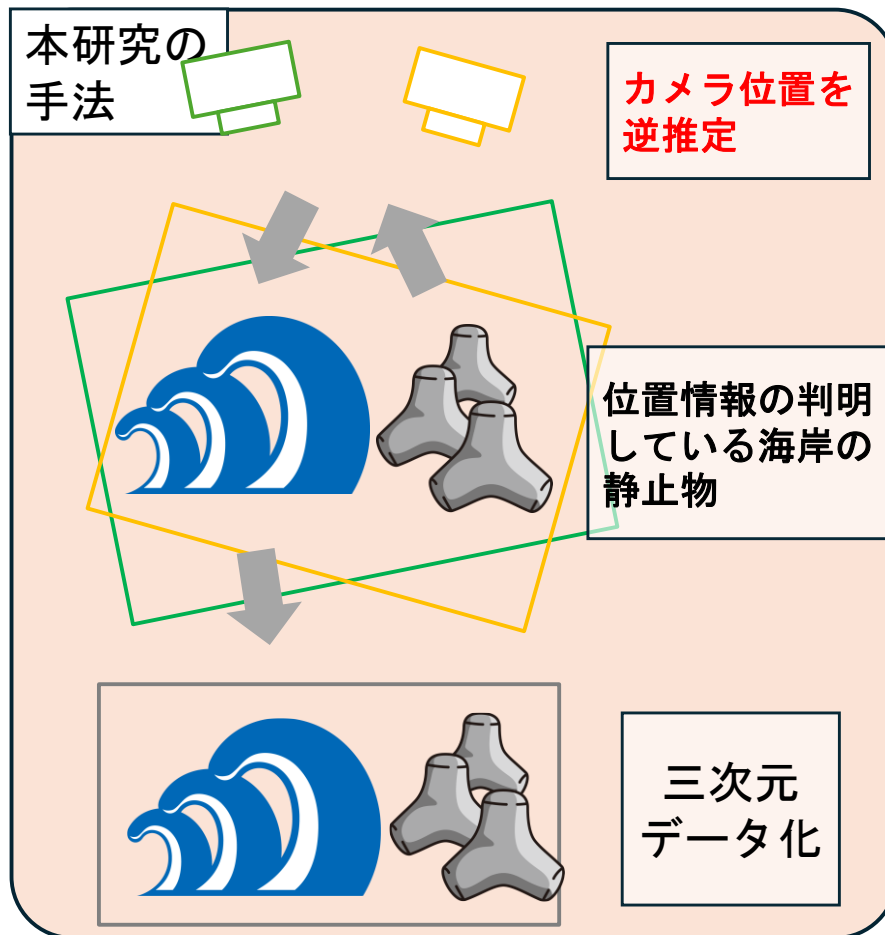 本研究の
手法
カメラ位置を
逆推定
位置情報の判明
している海岸の
静止物
三次元
データ化